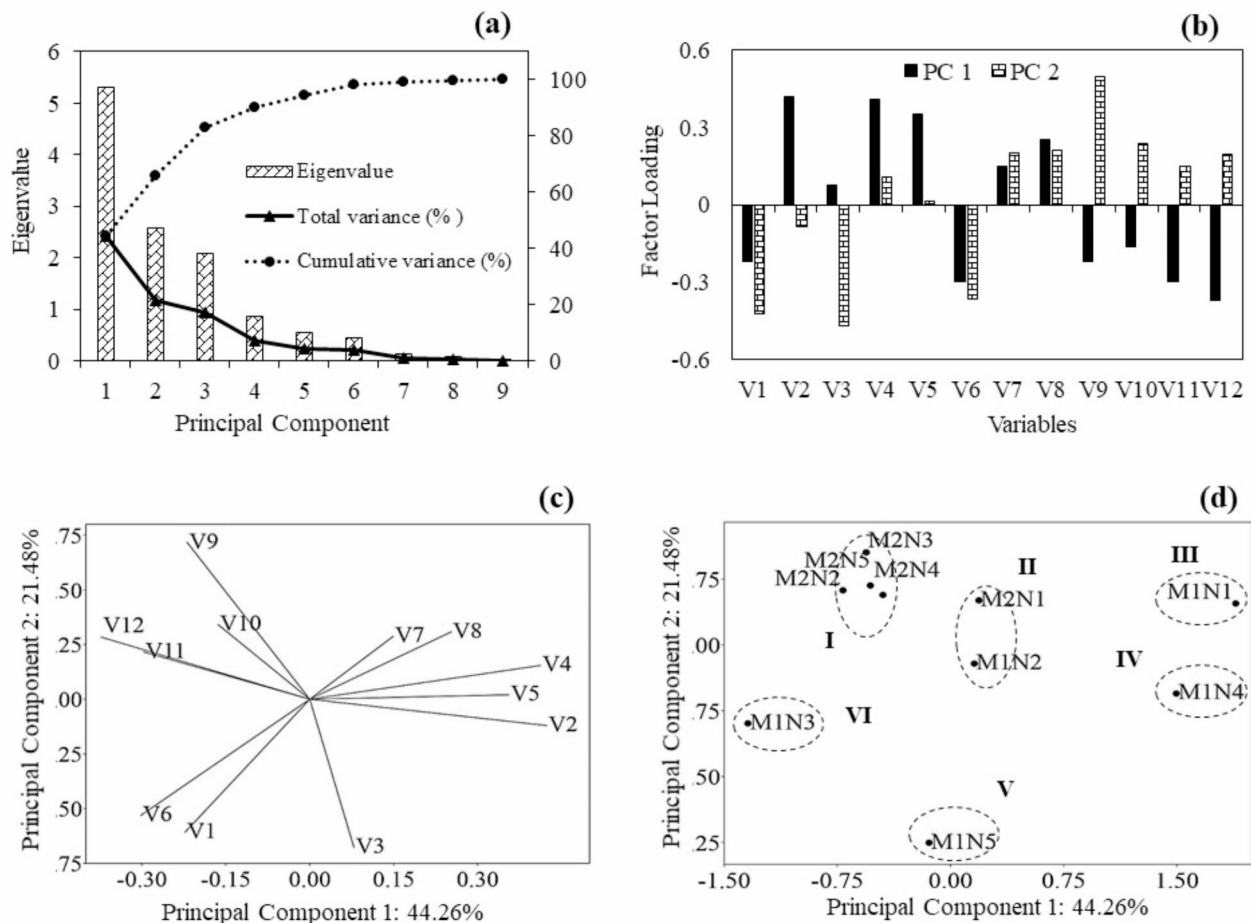 (a)
6
5
4
3
2
1
0
Eigenvalue
100
80
60
40
20
0
Eigenvalue
Total variance (% )
Cumulative variance (%)
1 2 3 4 5 6 7 8 9
Principal Component
(b)
0.6
0.3
0
-0.3
-0.6
Factor Loading
PC 1 PC 2
V1 V2 V3 V4 V5 V6 V7 V8 V9 V10 V11 V12
Variables
(c)
Principal Component 2: 21.48%
.75
.50
.25
.00
.25
.50
.75
V9
V10
V12
V11
V7
V8
V4
V5
V2
V6
V1
V3
-0.30 -0.15 0.00 0.15 0.30
Principal Component 1: 44.26%
(d)
Principal Component 2: 21.48%
.75
.00
.75
.50
.25
M2N3
M2N5
M2N4
M2N2
I
II
M2N1
M1N2
III
M1N1
IV
M1N4
M1N3
VI
V
M1N5
-1.50 -0.75 0.00 0.75 1.50
Principal Component 1: 44.26%